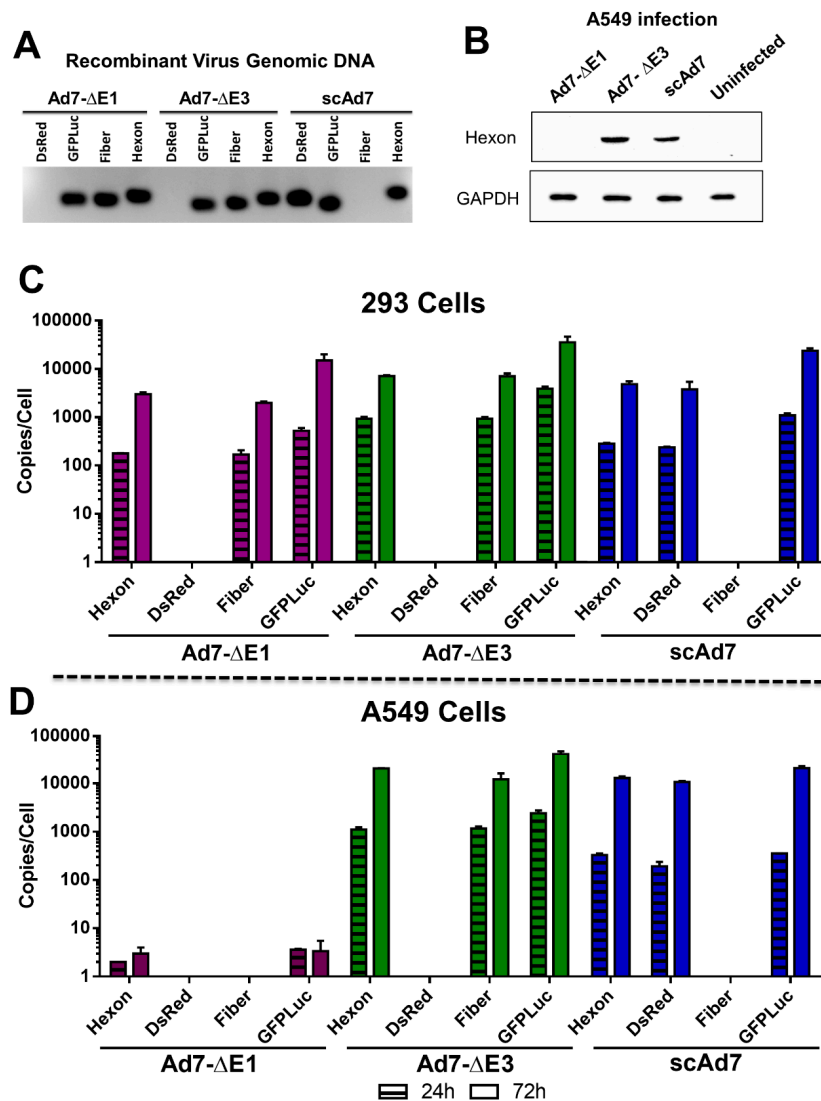 A
Recombinant Virus Genomic DNA
Ad7-ΔE1 Ad7-ΔE3 scAd7
DsRed GFPLuc Fiber Hexon DsRed GFPLuc Fiber Hexon DsRed GFPLuc Fiber Hexon
B
A549 infection
Ad7-ΔE1 Ad7- ΔE3 scAd7 Uninfected
Hexon
GAPDH
C
293 Cells
Copies/Cell
100000
10000
1000
100
10
1
Hexon DsRed Fiber GFPLuc Hexon DsRed Fiber GFPLuc Hexon DsRed Fiber GFPLuc
Ad7-ΔE1 Ad7-ΔE3 scAd7
D
A549 Cells
Copies/Cell
100000
10000
1000
100
10
1
Hexon DsRed Fiber GFPLuc Hexon DsRed Fiber GFPLuc Hexon DsRed Fiber GFPLuc
Ad7-ΔE1 Ad7-ΔE3 scAd7
24h 72h